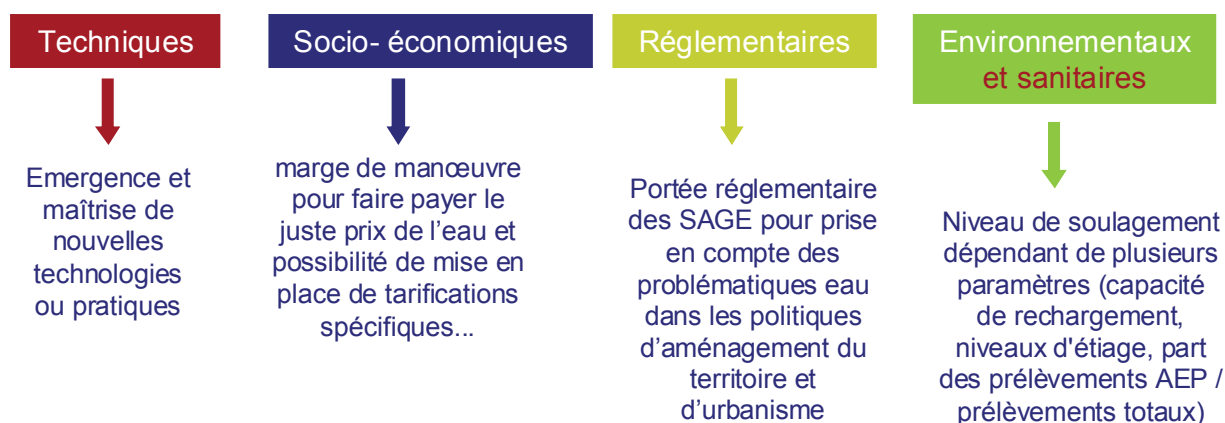 Techniques
Emergence et
maîtrise de
nouvelles
technologies
ou pratiques
Socio- économiques
marge de manœuvre
pour faire payer le
juste prix de l’eau et
possibilité de mise en
place de tarifications
spécifiques...
Réglementaires
Portée réglementaire
des SAGE pour prise
en compte des
problématiques eau
dans les politiques
d’aménagement du
territoire et
d’urbanisme
Environnementaux
et sanitaires
Niveau de soulagement
dépendant de plusieurs
paramètres (capacité
de rechargement,
niveaux d'étiage, part
des prélèvements AEP /
prélèvements totaux)